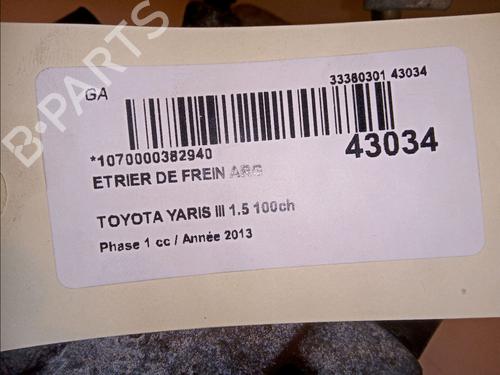 GA
33380301 43034
*1070000382940
43034
ETRIER DE FREIN ARG
TOYOTA YARIS III 1.5 100ch
Phase 1 cc / Année 2013
B-PARTS